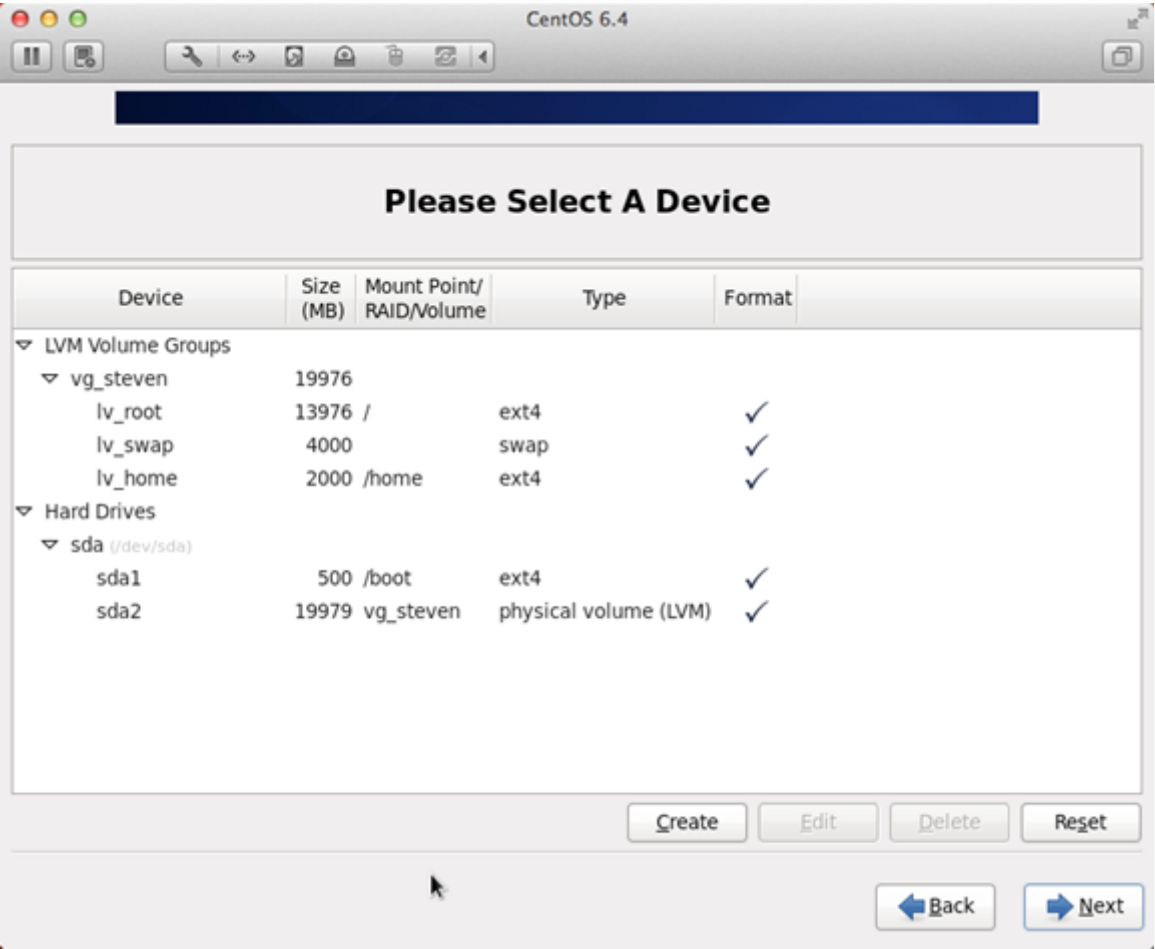 CentOS 6.4
Please Select A Device
Device Size (MB) Mount Point/ RAID/Volume Type Format
LVM Volume Groups
vg_steven 19976
lv_root 13976 / ext4
lv_swap 4000 swap
lv_home 2000 /home ext4
Hard Drives
sda (/dev/sda)
sda1 500 /boot ext4
sda2 19979 vg_steven physical volume (LVM)
Create Edit Delete Reset
Back Next